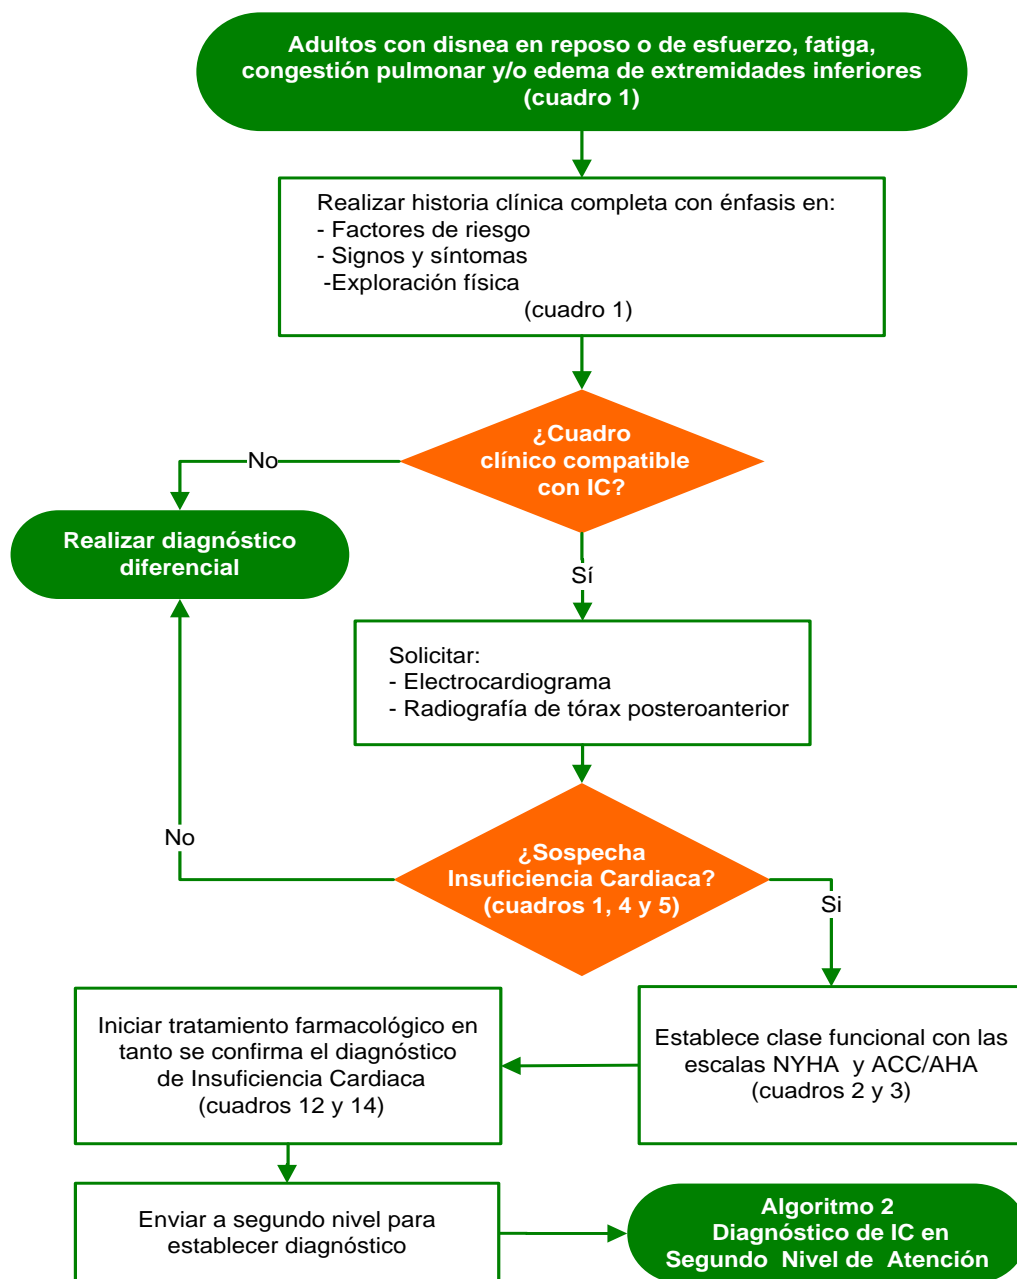 Adultos con disnea en reposo o de esfuerzo, fatiga,
congestión pulmonar y/o edema de extremidades inferiores
(cuadro 1)
Realizar historia clínica completa con énfasis en:
- Factores de riesgo
- Signos y síntomas
-Exploración física
(cuadro 1)
¿Cuadro
clínico compatible
con IC?
No
Realizar diagnóstico
diferencial
Sí
Solicitar:
- Electrocardiograma
- Radiografía de tórax posteroanterior
¿Sospecha
Insuficiencia Cardiaca?
(cuadros 1, 4 y 5)
No
Si
Establece clase funcional con las
escalas NYHA y ACC/AHA
(cuadros 2 y 3)
Iniciar tratamiento farmacológico en
tanto se confirma el diagnóstico
de Insuficiencia Cardiaca
(cuadros 12 y 14)
Enviar a segundo nivel para
establecer diagnóstico
Algoritmo 2
Diagnóstico de IC en
Segundo Nivel de Atención